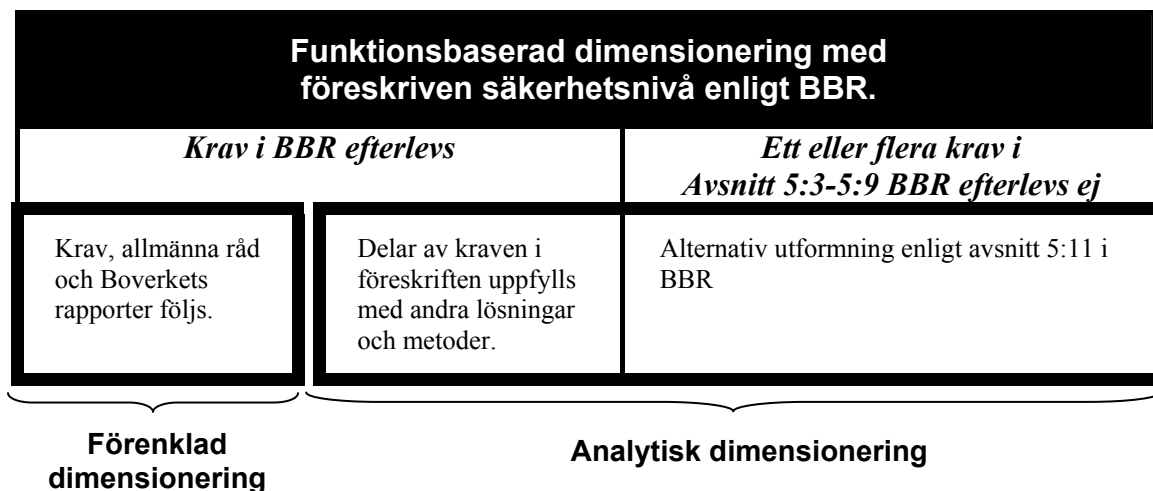 Funktionsbaserad dimensionering med
föreskriven säkerhetsnivå enligt BBR.
Krav i BBR efterlevs
Ett eller flera krav i
Avsnitt 5:3-5:9 BBR efterlevs ej
Krav, allmänna råd
och Boverkets
rapporter följs.
Delar av kraven i
föreskriften uppfylls
med andra lösningar
och metoder.
Alternativ utformning enligt avsnitt 5:11 i
BBR
Förenklad
dimensionering
Analytisk dimensionering